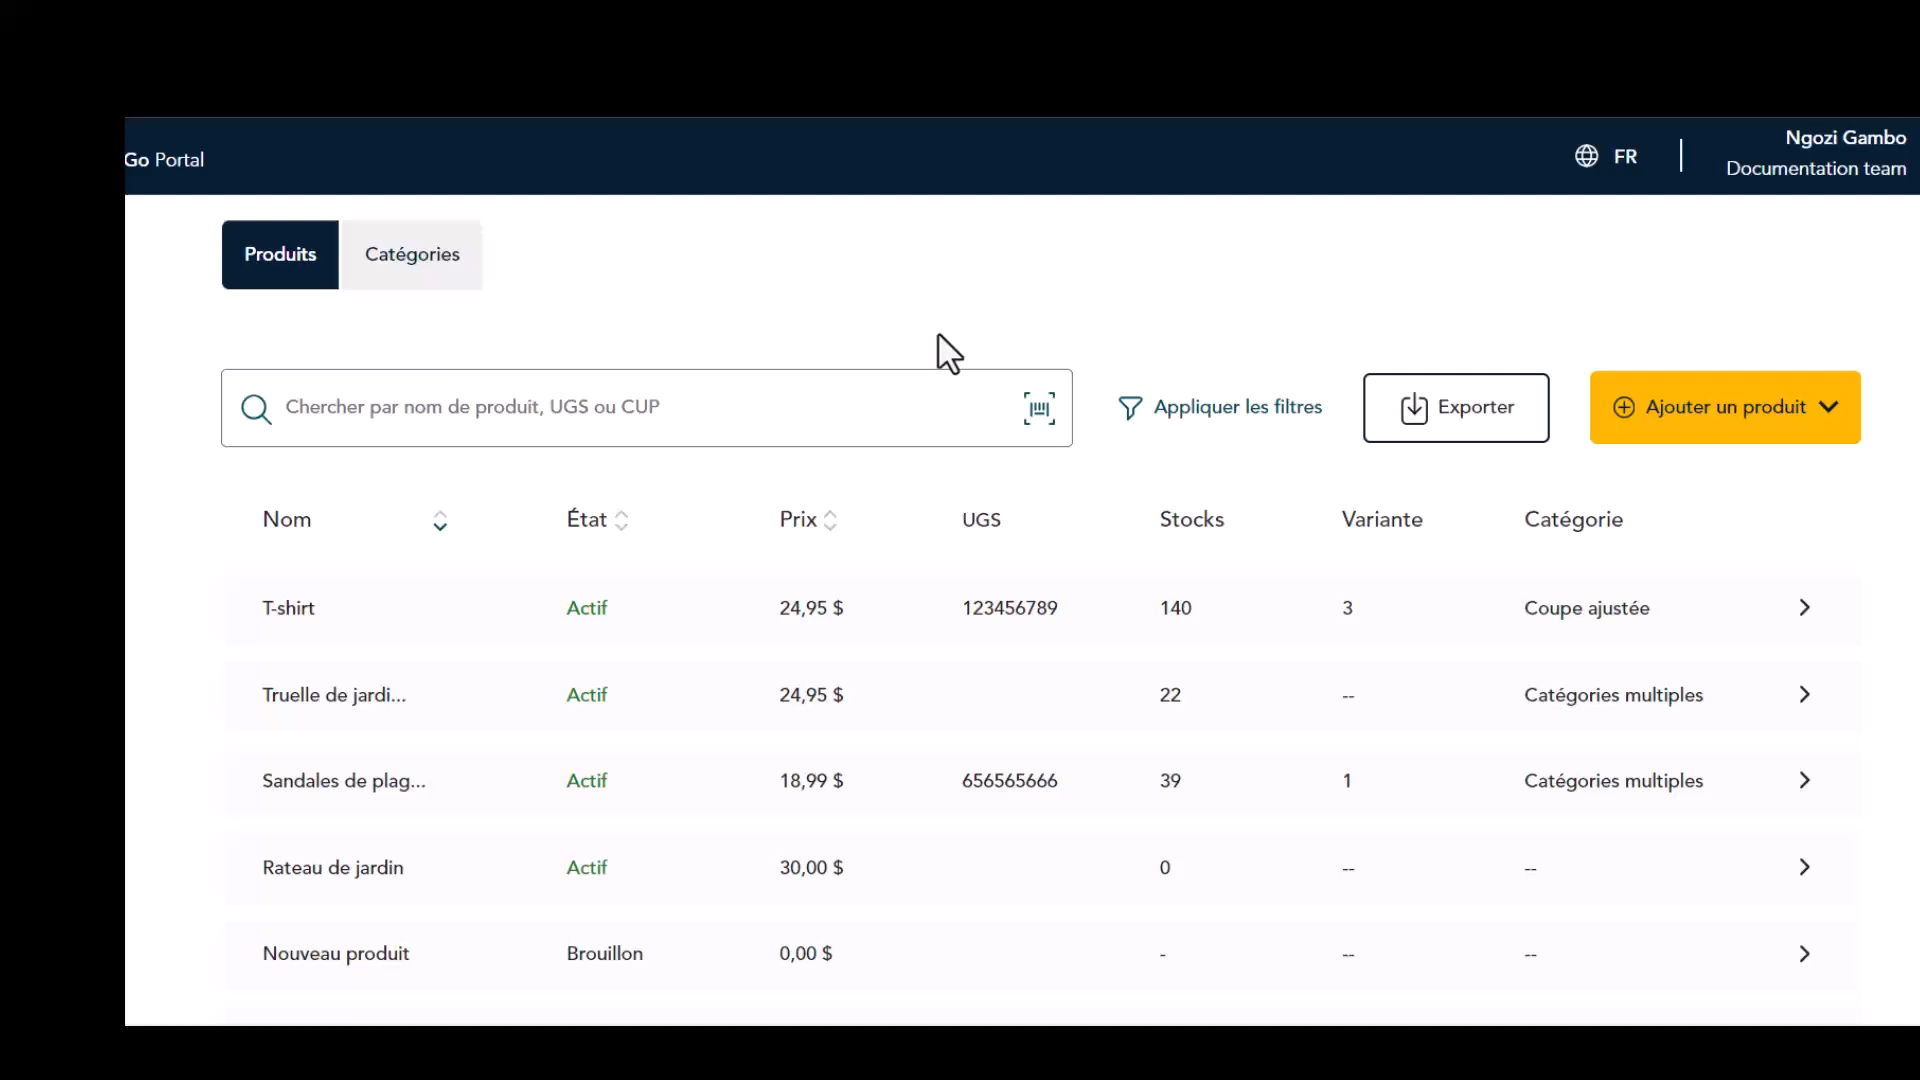 Go Portal
FR
Ngozi Gambo
Documentation team
Produits Catégories
Chercher par nom de produit, UGS ou CUP
Appliquer les filtres
Exporter
Ajouter un produit
Nom État Prix UGS Stocks Variante Catégorie
T-shirt Actif 24,95 $ 123456789 140 3 Coupe ajustée
Truelle de jardi... Actif 24,95 $ 22 -- Catégories multiples
Sandales de plag... Actif 18,99 $ 656565666 39 1 Catégories multiples
Rateau de jardin Actif 30,00 $ 0 -- --
Nouveau produit Brouillon 0,00 $ - -- --